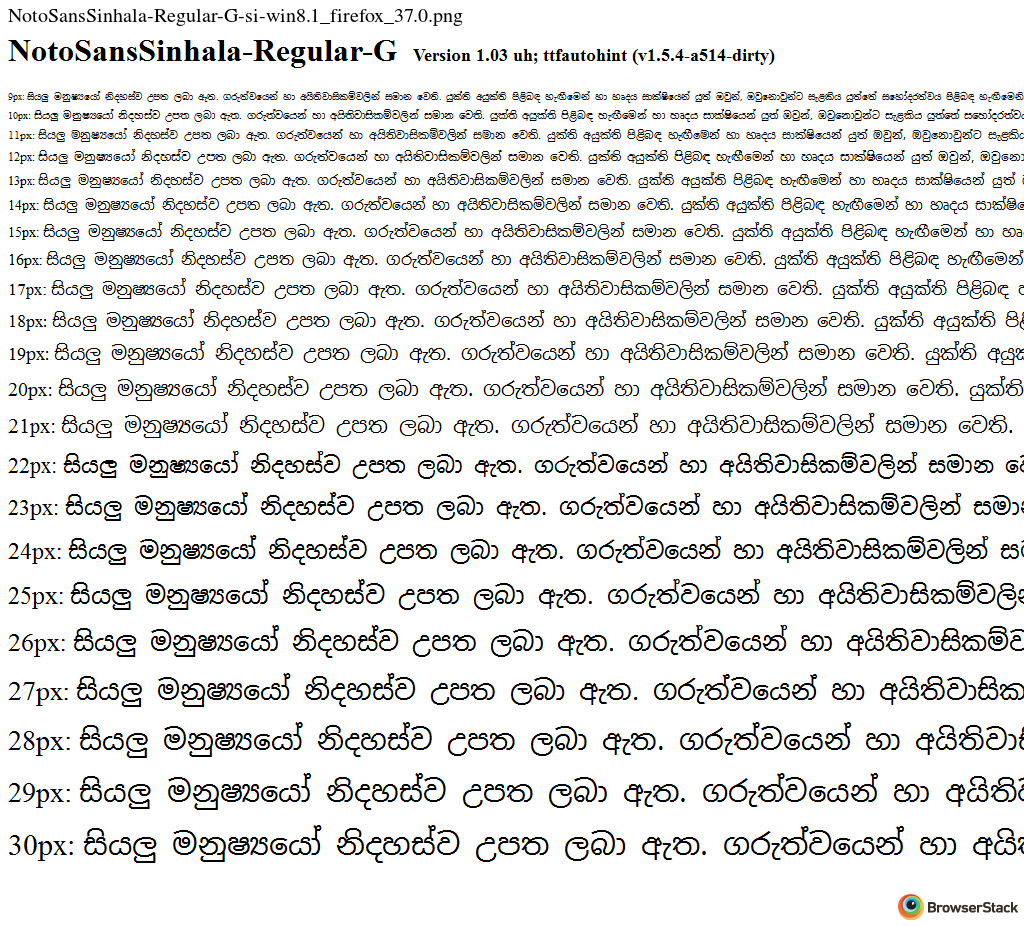 NotoSansSinhala-Regular-G-si-win8.1_firefox_37.0.png
NotoSansSinhala-Regular-G Version 1.03 uh; ttfautohint (v1.5.4-a514-dirty)
9px: සියලු මනුෂ්‍යයෝ නිදහස්ව උපත ලබා ඇත. ගරුත්වයෙන් හා අයිතිවාසිකම්වලින් සමාන වෙති. යුක්ති අයුක්ති පිළිබඳ හැඟීමෙන් හා හෘදය සාක්ෂියෙන් යුත් ඔවුන්, ඔවුනොවුන්ට සැළකිය යුත්තේ සහෝදරත්වය පිළිබඳ
10px: සියලු මනුෂ්‍යයෝ නිදහස්ව උපත ලබා ඇත. ගරුත්වයෙන් හා අයිතිවාසිකම්වලින් සමාන වෙති. යුක්ති අයුක්ති පිළිබඳ හැඟීමෙන් හා හෘදය සාක්ෂියෙන් යුත් ඔවුන්, ඔවුනොවුන්ට සැළකිය යුත්තේ
11px: සියලු මනුෂ්‍යයෝ නිදහස්ව උපත ලබා ඇත. ගරුත්වයෙන් හා අයිතිවාසිකම්වලින් සමාන වෙති. යුක්ති අයුක්ති පිළිබඳ හැඟීමෙන් හා හෘදය සාක්ෂියෙන් යුත් ඔවුන්, ඔවුනොවුන්ට
12px: සියලු මනුෂ්‍යයෝ නිදහස්ව උපත ලබා ඇත. ගරුත්වයෙන් හා අයිතිවාසිකම්වලින් සමාන වෙති. යුක්ති අයුක්ති පිළිබඳ හැඟීමෙන් හා හෘදය සාක්ෂියෙන් යුත් ඔවුන්,
13px: සියලු මනුෂ්‍යයෝ නිදහස්ව උපත ලබා ඇත. ගරුත්වයෙන් හා අයිතිවාසිකම්වලින් සමාන වෙති. යුක්ති අයුක්ති පිළිබඳ හැඟීමෙන් හා හෘදය සාක්ෂියෙන් යුත්
14px: සියලු මනුෂ්‍යයෝ නිදහස්ව උපත ලබා ඇත. ගරුත්වයෙන් හා අයිතිවාසිකම්වලින් සමාන වෙති. යුක්ති අයුක්ති පිළිබඳ හැඟීමෙන් හා හෘදය
15px: සියලු මනුෂ්‍යයෝ නිදහස්ව උපත ලබා ඇත. ගරුත්වයෙන් හා අයිතිවාසිකම්වලින් සමාන වෙති. යුක්ති අයුක්ති පිළිබඳ හැඟීමෙන් හා
16px: සියලු මනුෂ්‍යයෝ නිදහස්ව උපත ලබා ඇත. ගරුත්වයෙන් හා අයිතිවාසිකම්වලින් සමාන වෙති. යුක්ති අයුක්ති පිළිබඳ හැඟීමෙන්
17px: සියලු මනුෂ්‍යයෝ නිදහස්ව උපත ලබා ඇත. ගරුත්වයෙන් හා අයිතිවාසිකම්වලින් සමාන වෙති. යුක්ති අයුක්ති පිළිබඳ
18px: සියලු මනුෂ්‍යයෝ නිදහස්ව උපත ලබා ඇත. ගරුත්වයෙන් හා අයිතිවාසිකම්වලින් සමාන වෙති. යුක්ති අයුක්ති
19px: සියලු මනුෂ්‍යයෝ නිදහස්ව උපත ලබා ඇත. ගරුත්වයෙන් හා අයිතිවාසිකම්වලින් සමාන වෙති. යුක්ති
20px: සියලු මනුෂ්‍යයෝ නිදහස්ව උපත ලබා ඇත. ගරුත්වයෙන් හා අයිතිවාසිකම්වලින් සමාන වෙති. යුක්ති
21px: සියලු මනුෂ්‍යයෝ නිදහස්ව උපත ලබා ඇත. ගරුත්වයෙන් හා අයිතිවාසිකම්වලින් සමාන වෙති.
22px: සියලු මනුෂ්‍යයෝ නිදහස්ව උපත ලබා ඇත. ගරුත්වයෙන් හා අයිතිවාසිකම්වලින් සමාන
23px: සියලු මනුෂ්‍යයෝ නිදහස්ව උපත ලබා ඇත. ගරුත්වයෙන් හා අයිතිවාසිකම්වලින්
24px: සියලු මනුෂ්‍යයෝ නිදහස්ව උපත ලබා ඇත. ගරුත්වයෙන් හා අයිතිවාසිකම්වලින්
25px: සියලු මනුෂ්‍යයෝ නිදහස්ව උපත ලබා ඇත. ගරුත්වයෙන් හා
26px: සියලු මනුෂ්‍යයෝ නිදහස්ව උපත ලබා ඇත. ගරුත්වයෙන් හා
27px: සියලු මනුෂ්‍යයෝ නිදහස්ව උපත ලබා ඇත. ගරුත්වයෙන් හා
28px: සියලු මනුෂ්‍යයෝ නිදහස්ව උපත ලබා ඇත. ගරුත්වයෙන් හා
29px: සියලු මනුෂ්‍යයෝ නිදහස්ව උපත ලබා ඇත. ගරුත්වයෙන් හා
30px: සියලු මනුෂ්‍යයෝ නිදහස්ව උපත ලබා ඇත. ගරුත්වයෙන් හා
BrowserStack